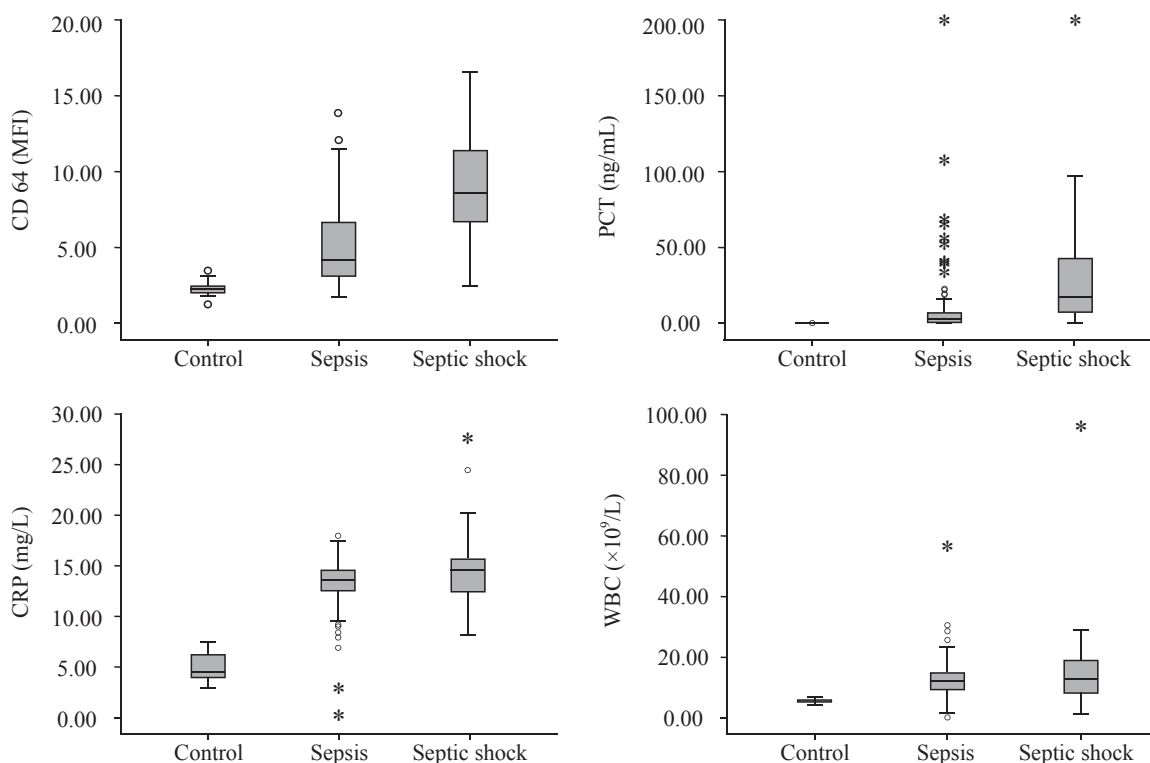 20.00
15.00
10.00
5.00
0.00
CD 64 (MFI)
Control Sepsis Septic shock
200.00
150.00
100.00
50.00
0.00
PCT (ng/mL)
Control Sepsis Septic shock
30.00
25.00
20.00
15.00
10.00
5.00
0.00
CRP (mg/L)
Control Sepsis Septic shock
100.00
80.00
60.00
40.00
20.00
0.00
WBC (×10⁹/L)
Control Sepsis Septic shock